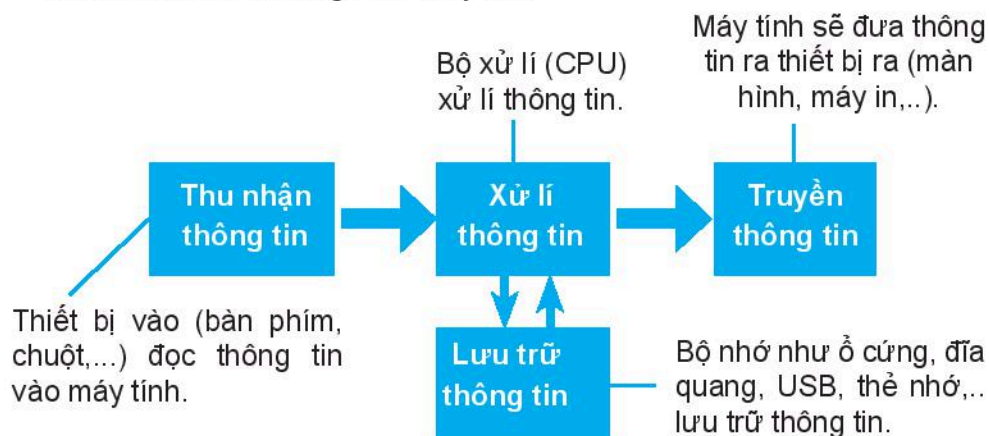 Máy tính sẽ đưa thông
tin ra thiết bị ra (màn
hình, máy in,..).
Bộ xử lí (CPU)
xử lí thông tin.
Thu nhận
thông tin
Xử lí
thông tin
Truyền
thông tin
Thiết bị vào (bàn phím,
chuột,...) đọc thông tin
vào máy tính.
Lưu trữ
thông tin
Bộ nhớ như ổ cứng, đĩa
quang, USB, thẻ nhớ,..
lưu trữ thông tin.